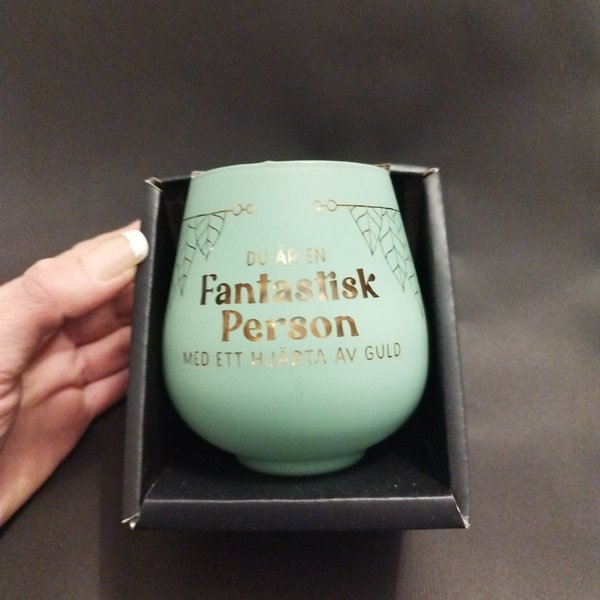 DU ÄR EN
Fantastisk
Person
MED ETT HJÄRTA AV GULD